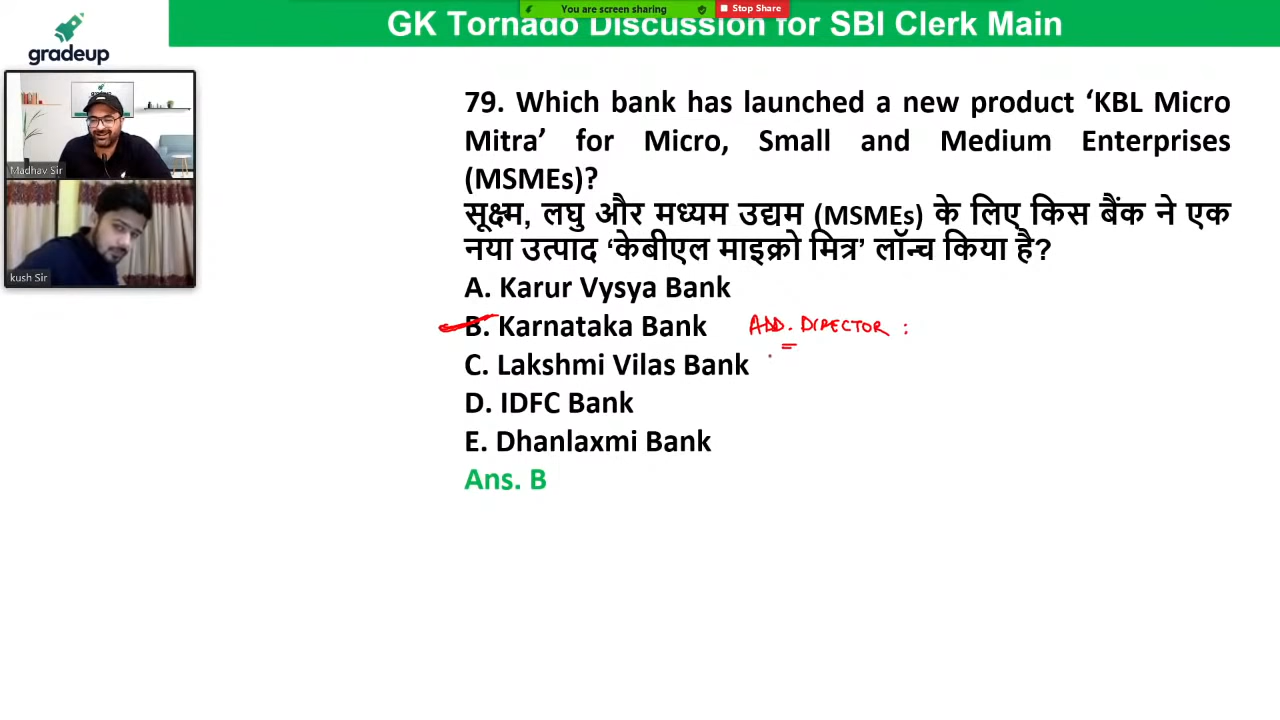 GK Tornado Discussion for SBI Clerk Main
You are screen sharing
Stop Share
gradeup
Madhav Sir
kush Sir
79. Which bank has launched a new product ‘KBL Micro
Mitra’ for Micro, Small and Medium Enterprises
(MSMEs)?
सूक्ष्म, लघु और मध्यम उद्यम (MSMEs) के लिए किस बैंक ने एक
नया उत्पाद ‘केबीएल माइक्रो मित्र’ लॉन्च किया है?
A. Karur Vysya Bank
B. Karnataka Bank ADD. DIRECTOR :
C. Lakshmi Vilas Bank
D. IDFC Bank
E. Dhanlaxmi Bank
Ans. B